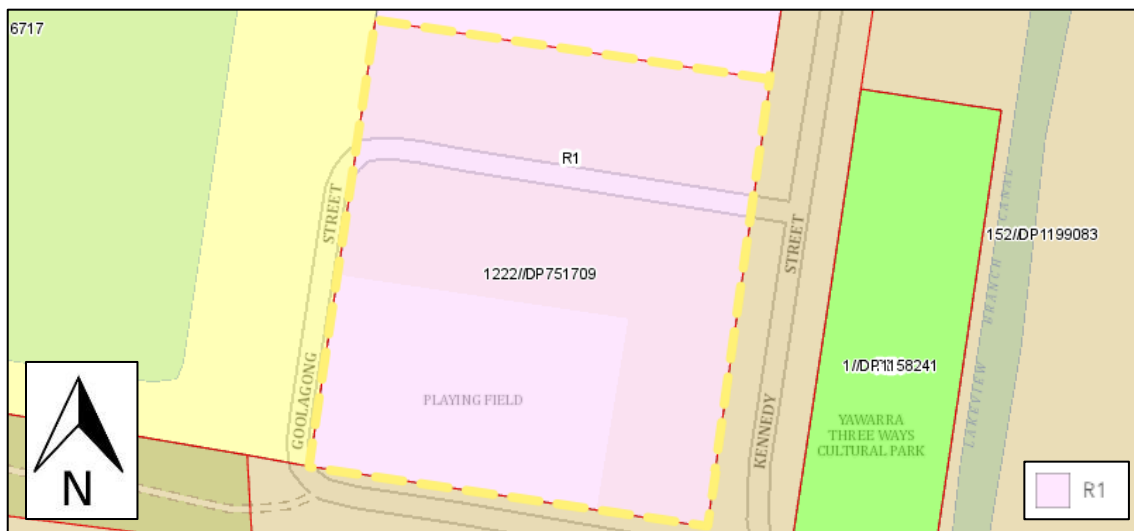 6717
R1
STREET
1222//DP751709
STREET
152//DP1199083
LAKEVIEW BRANCH CANAL
GOOLAGONG
PLAYING FIELD
KENNEDY
YAWARRA
THREE WAYS
CULTURAL PARK
N
R1